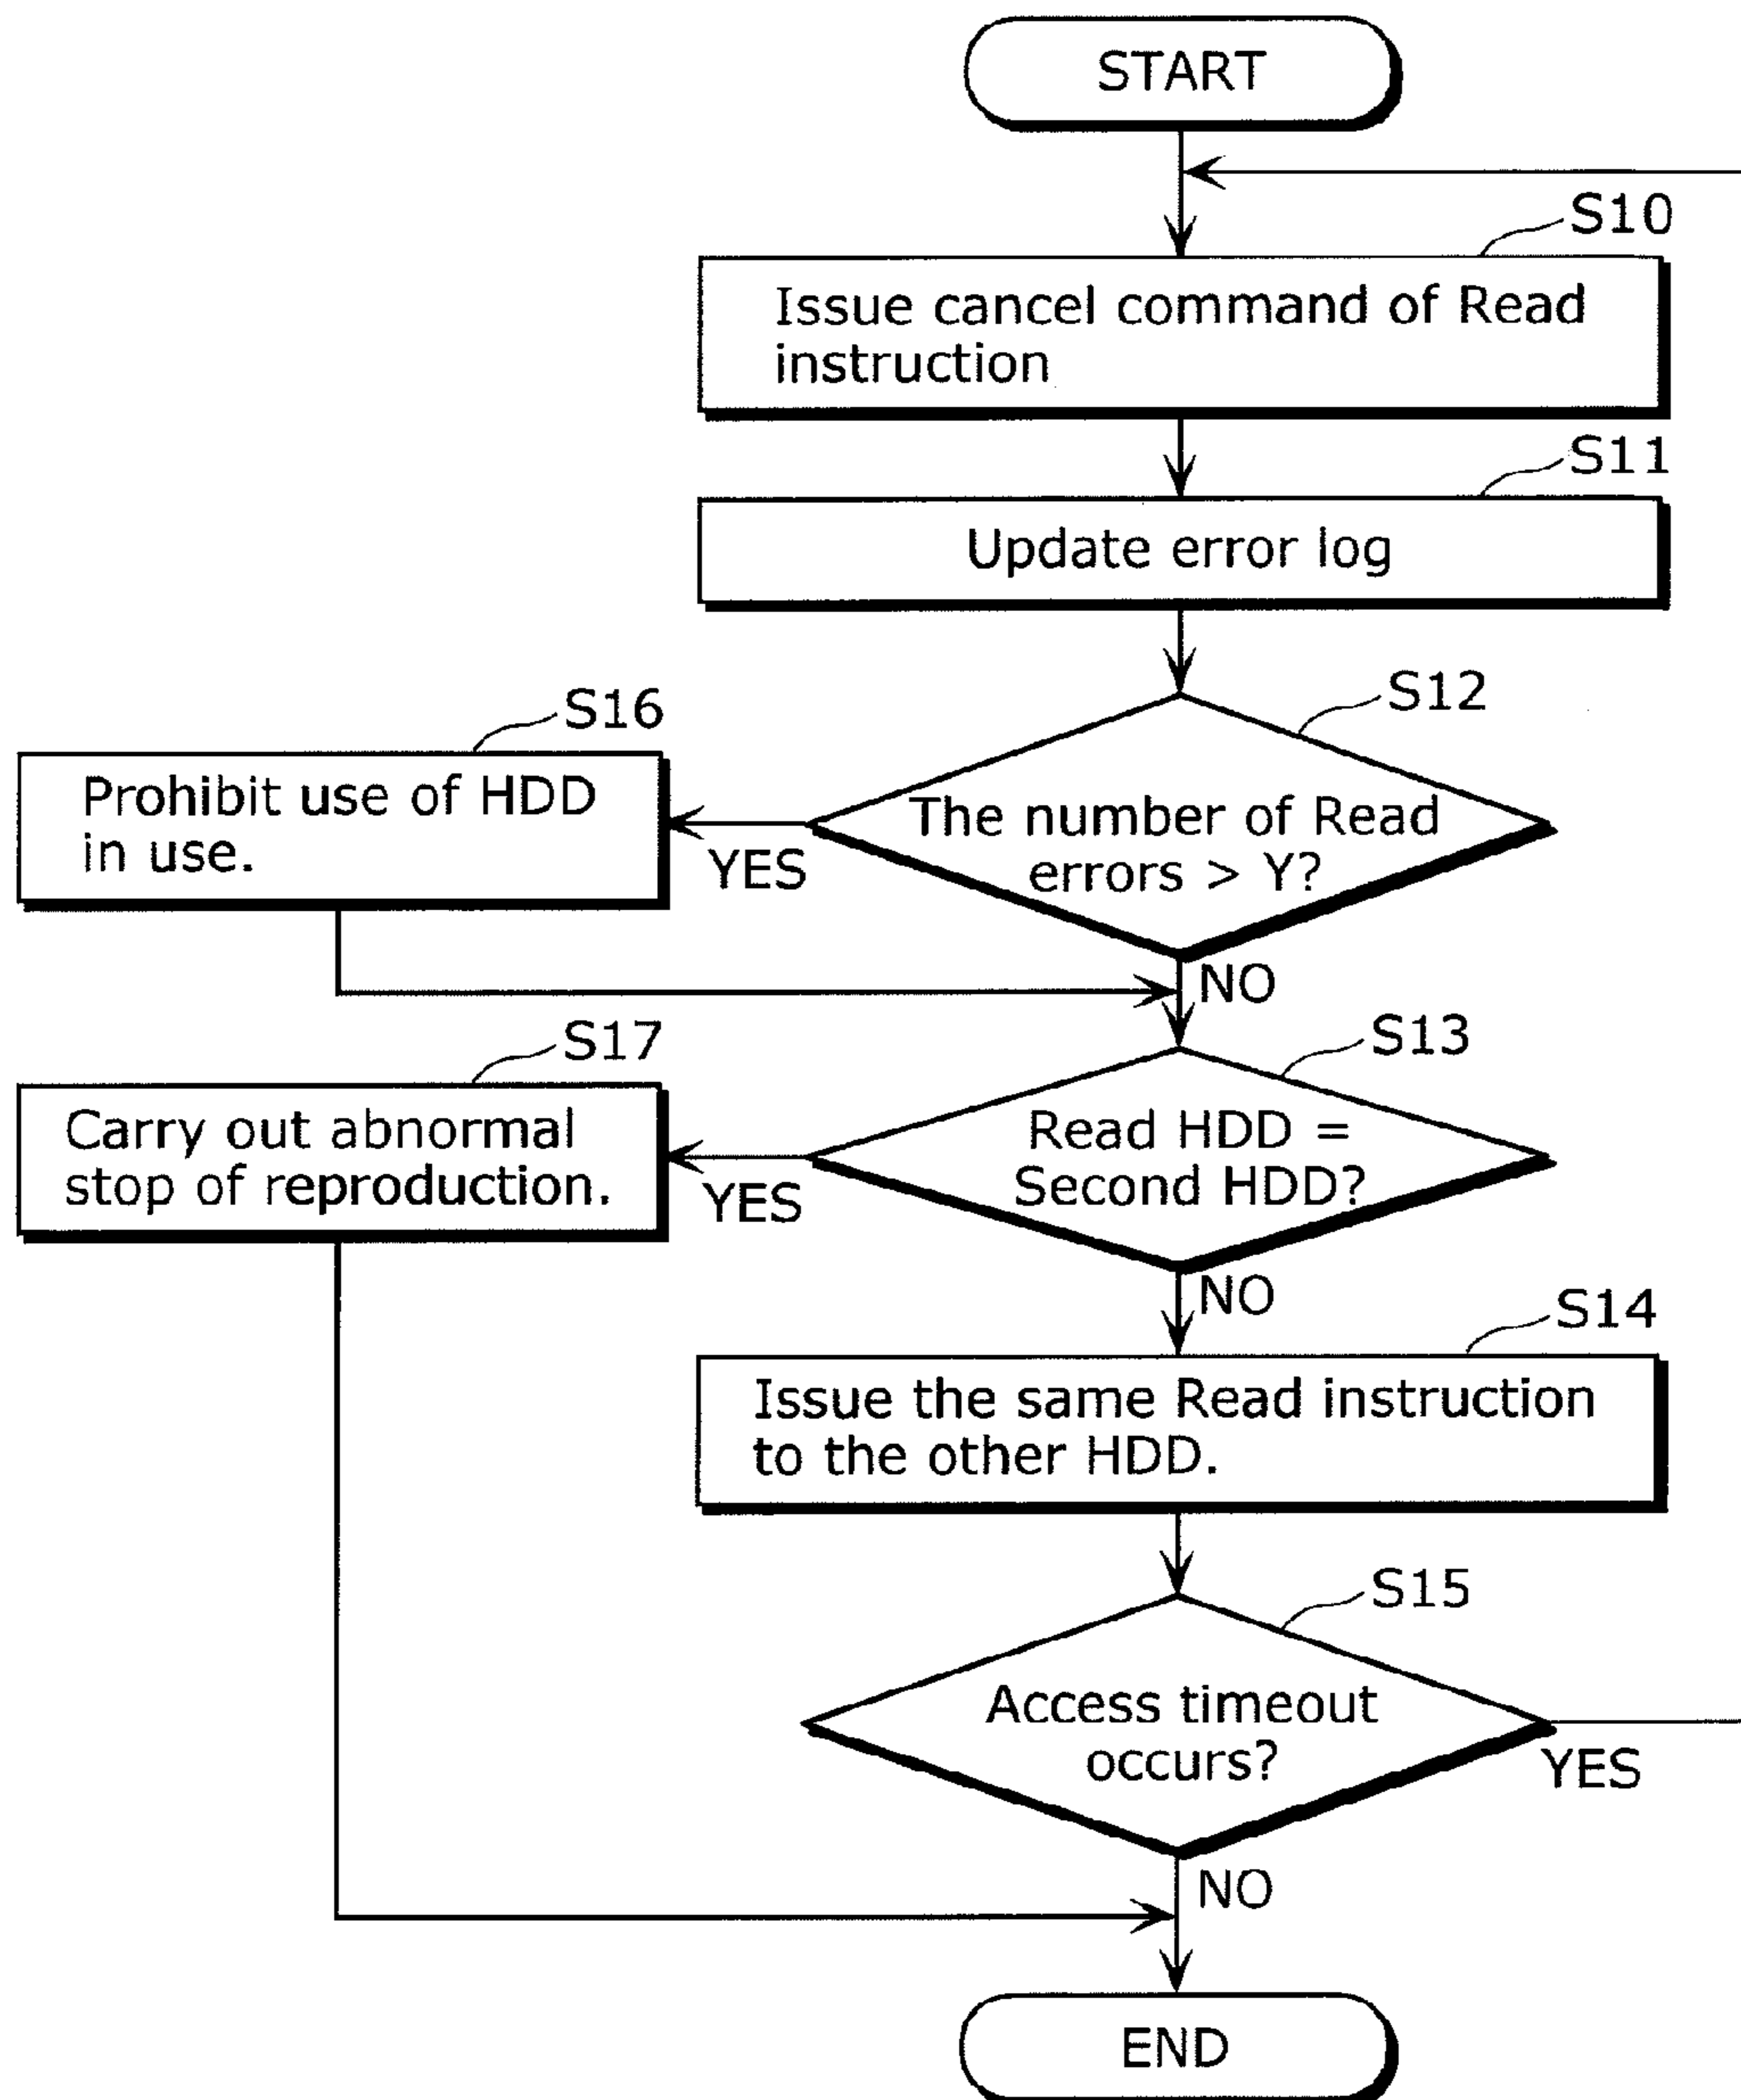 START
S10
Issue cancel command of Read
instruction
S11
Update error log
S12
The number of Read
errors > Y?
YES
NO
S16
Prohibit use of HDD
in use.
S13
Read HDD =
Second HDD?
YES
NO
S17
Carry out abnormal
stop of reproduction.
S14
Issue the same Read instruction
to the other HDD.
S15
Access timeout
occurs?
YES
NO
END